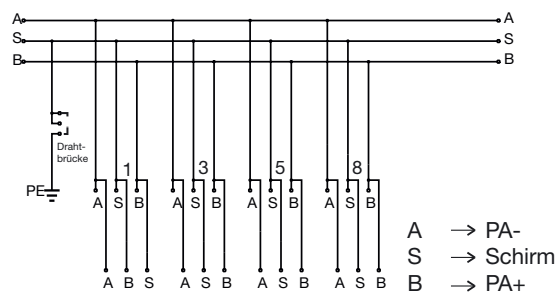 A A
S S
B B
Draht-
brücke
PE
1 3 5 8
A S B A S B A S B A S B
A B S A S B A S B A B S
A → PA-
S → Schirm
B → PA+